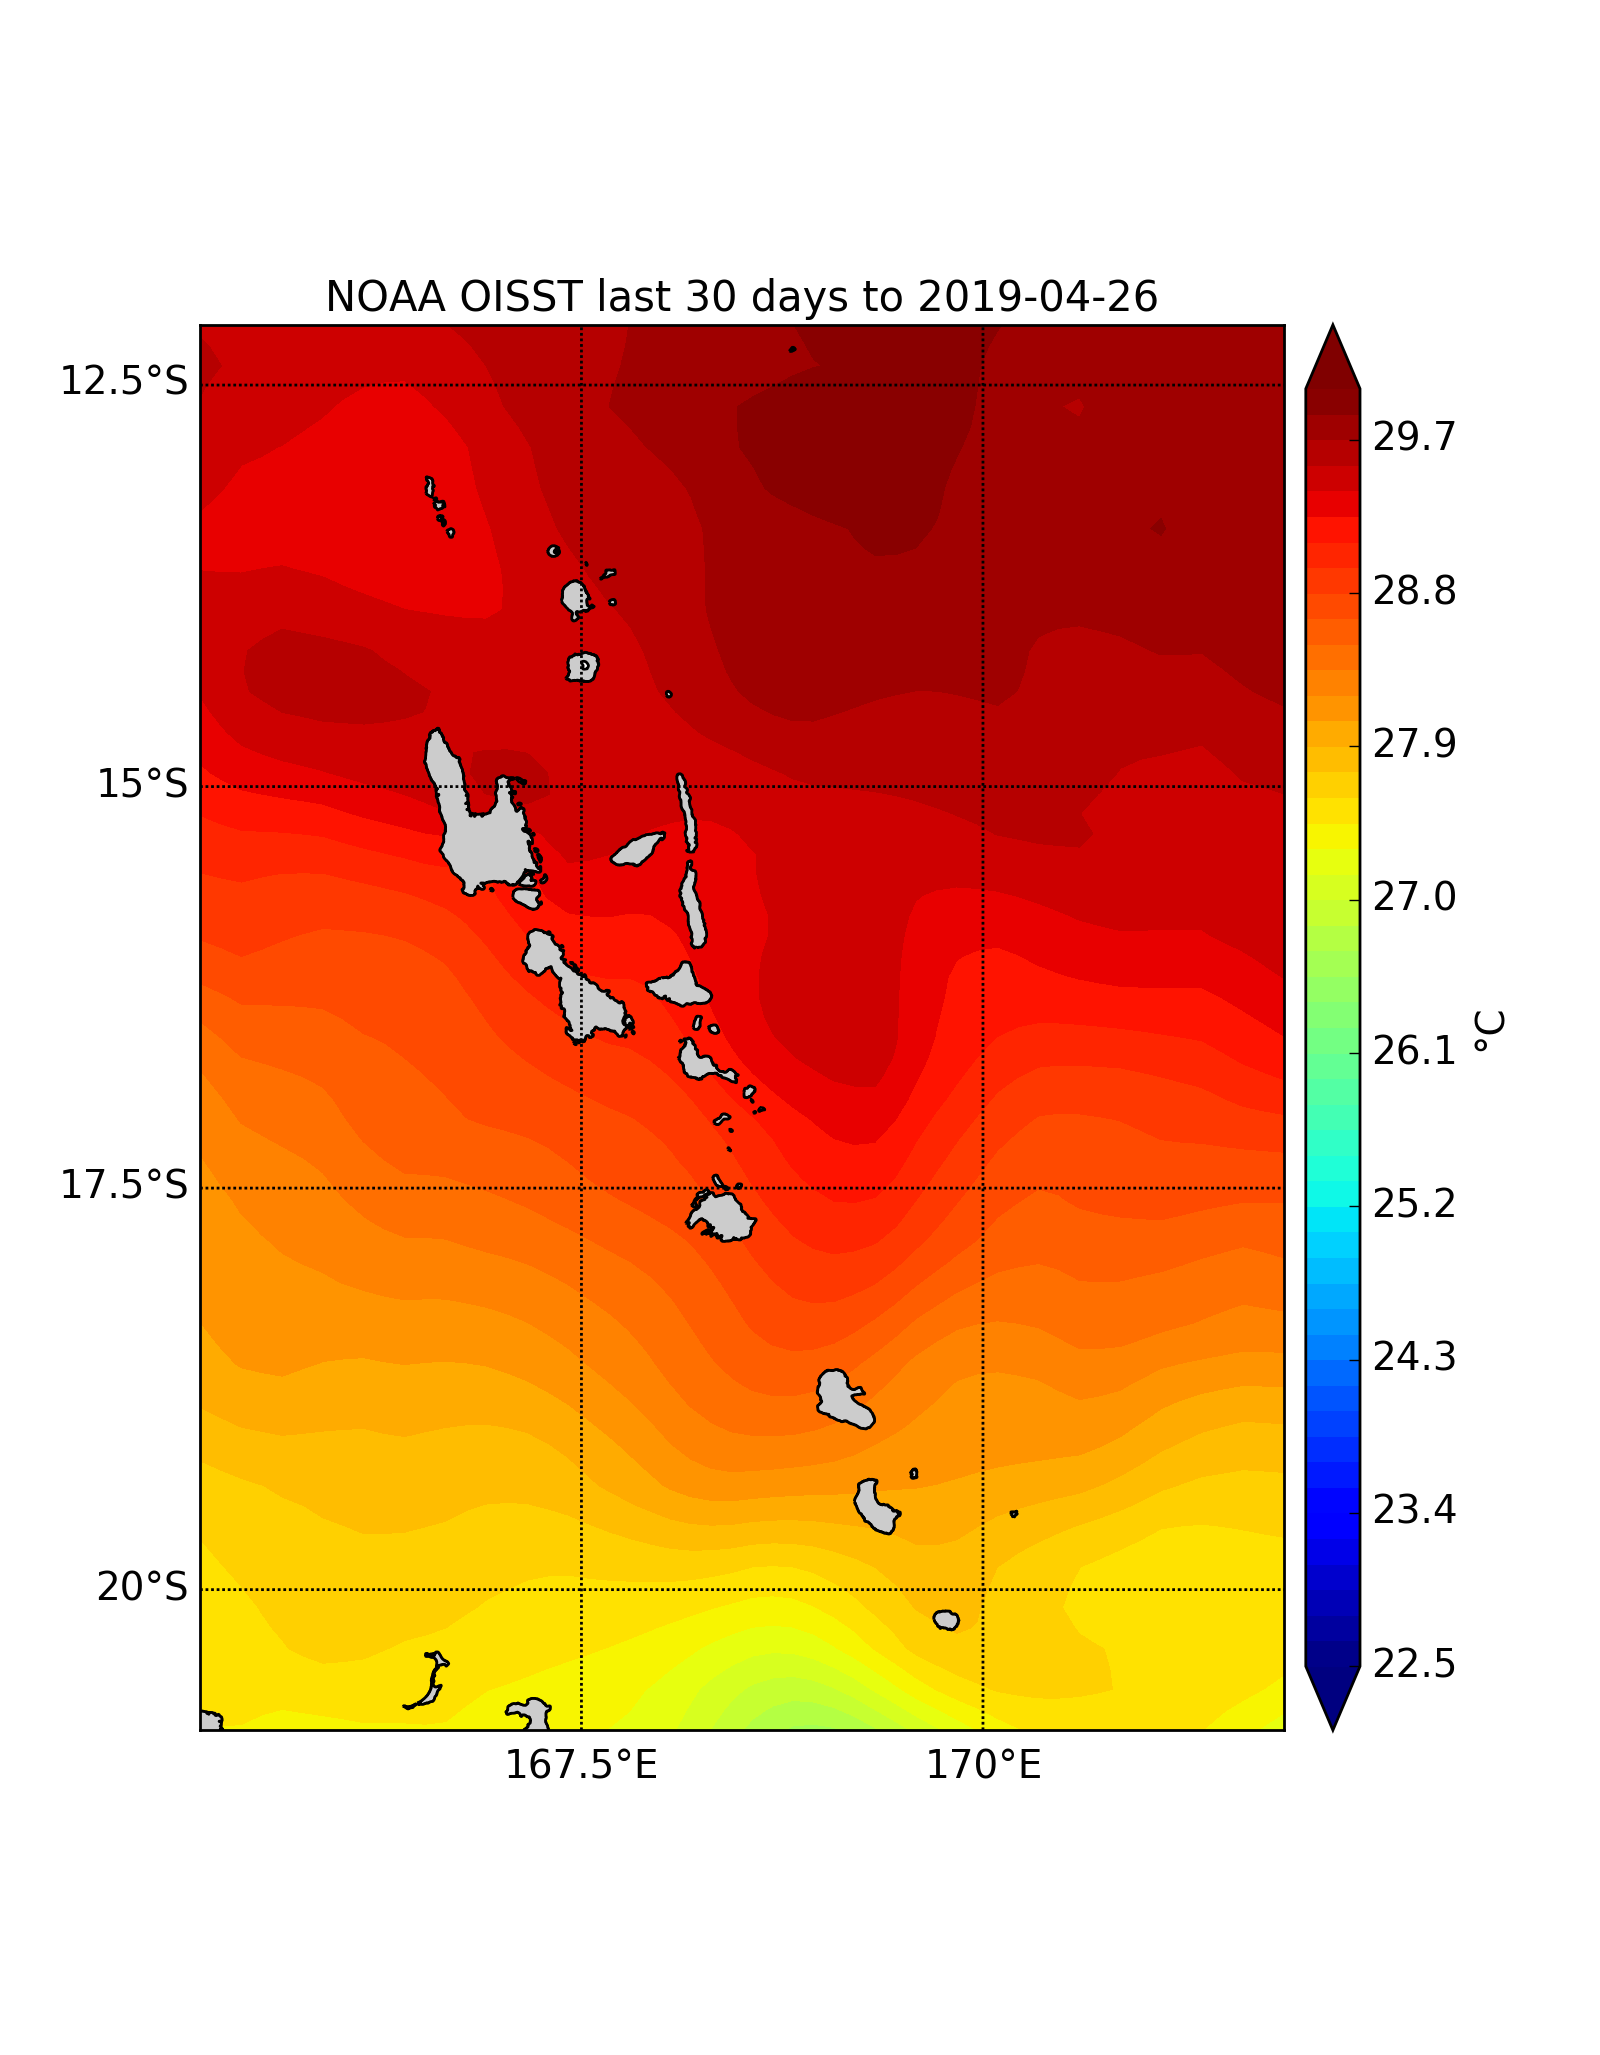 NOAA OISST last 30 days to 2019-04-26
12.5°S
15°S
17.5°S
20°S
167.5°E
170°E
29.7
28.8
27.9
27.0
26.1
25.2
24.3
23.4
22.5
°C